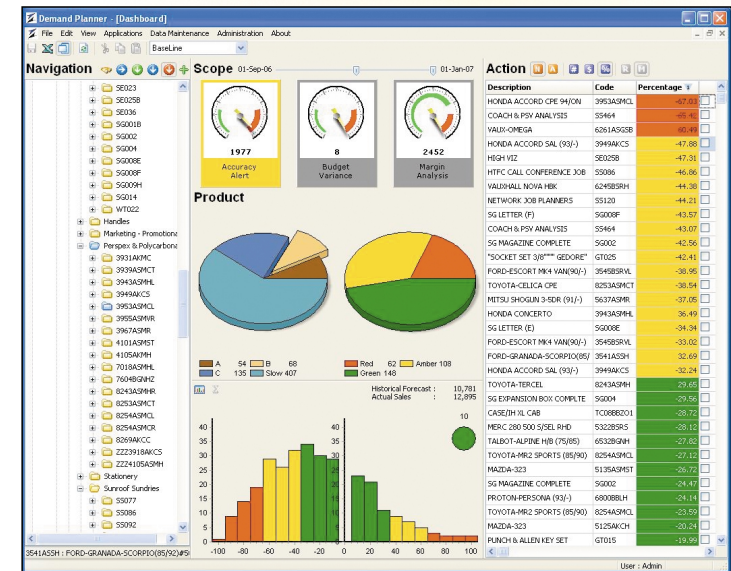 Demand Planner - [Dashboard]
File Edit View Applications Data Maintenance Administration About
BaseLine
Navigation
SE023
SE025B
SE036
SG001B
SG002
SG004
SG008E
SG008F
SG009H
SG014
WT022
Handles
Marketing - Promotiona
Perspex & Polycarbona
3931AKMC
3939ASMCT
3943ASMHL
3949AKCS
3953ASMCL
3955ASMVR
3967ASMR
4101ASMST
4105AKMH
7018ASMHL
7604BGNHZ
8243ASMHR
8253ASMCT
8254ASMCL
8254ASMCR
8269AKCC
ZZZ3918AKCS
ZZZ4105ASMH
Stationery
Sunroof Sundries
SS077
SS086
SS092
3541ASSH : FORD-GRANADA-SCORPIO(85/92)#5
Scope 01-Sep-06 01-Jan-07
1977 8 2452
Accuracy Alert
Budget Variance
Margin Analysis
Product
A 54 B 68
C 135 Slow 407
Red 62 Amber 108
Green 148
Historical Forecast : 10,781
Actual Sales : 12,895
10
40 40
35 35
30 30
25 25
20 20
15 15
10 10
5 5
0 0
-100 -80 -60 -40 -20 0 20 40 60 80 100
Action
Description Code Percentage
HONDA ACCORD CPE 94/ON 3953ASMCL -67.03
COACH & PSV ANALYSIS SS464
VAUX-OMEGA 6261ASGSB 60.49
HONDA ACCORD SAL (93/-) 3949AKCS -47.88
HIGH VIZ SE025B -47.31
HTFC CALL CONFERENCE JOB SS086 -46.86
VAUXHALL NOVA HBK 6245BSRH -44.38
NETWORK JOB PLANNERS SS120 -44.21
SG LETTER (F) SG008F -43.57
COACH & PSV ANALYSIS SS464 -43.07
SG MAGAZINE COMPLETE SG002 -42.56
"SOCKET SET 3/8"""" GEDORE" GT025 -42.41
FORD-ESCORT MK4 VAN(90/-) 3545BSRVL -38.95
TOYOTA-CELICA CPE 8253ASMCT -38.54
MITSU SHOGUN 3-5DR (91/-) 5637ASMR -37.05
HONDA CONCERTO 3943ASMHL 36.49
SG LETTER (E) SG008E -34.34
FORD-ESCORT MK4 VAN(90/-) 3545BSRVL -33.02
FORD-GRANADA-SCORPIO(85/ 3541ASSH 32.69
HONDA ACCORD SAL (93/-) 3949AKCS -32.24
TOYOTA-TERCEL 8243ASMH 29.65
SG EXPANSION BOX COMPLTE SG004 -29.56
CASE/IH XL CAB TC08BBZO1 -28.72
MERC 280 500 S/SEL RHD 5322BSRS -28.12
TALBOT-ALPINE H/B (75/85) 6532BGNH -27.82
TOYOTA-MR2 SPORTS (85/90) 8254ASMCL -27.12
MAZDA-323 5135ASMST -26.72
SG MAGAZINE COMPLETE SG002 -24.47
PROTON-PERSONA (93/-) 6800BBLH -24.14
TOYOTA-MR2 SPORTS (85/90) 8254ASMCL -23.59
MAZDA-323 5125AKCH -20.24
PUNCH & ALLEN KEY SET GT015 -19.99
User : Admin